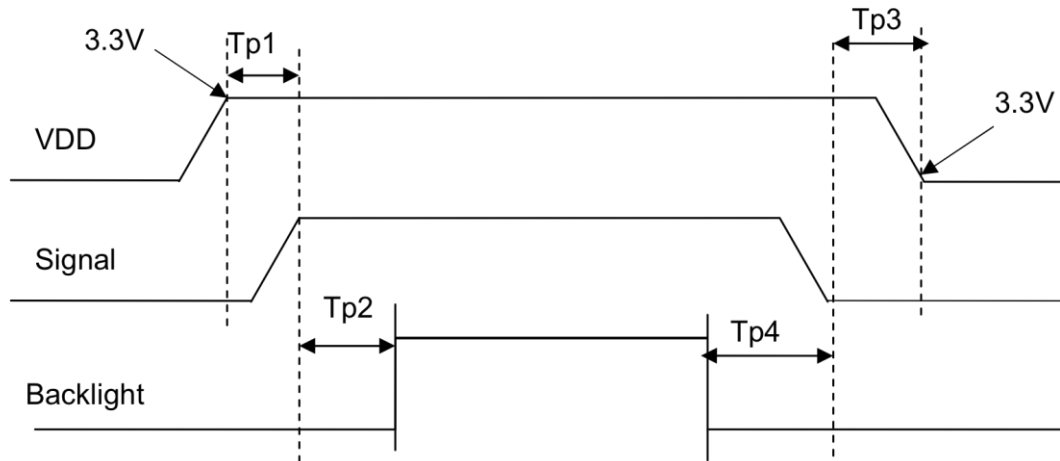 3.3V
Tp1
Tp3
3.3V
VDD
Signal
Tp2
Tp4
Backlight